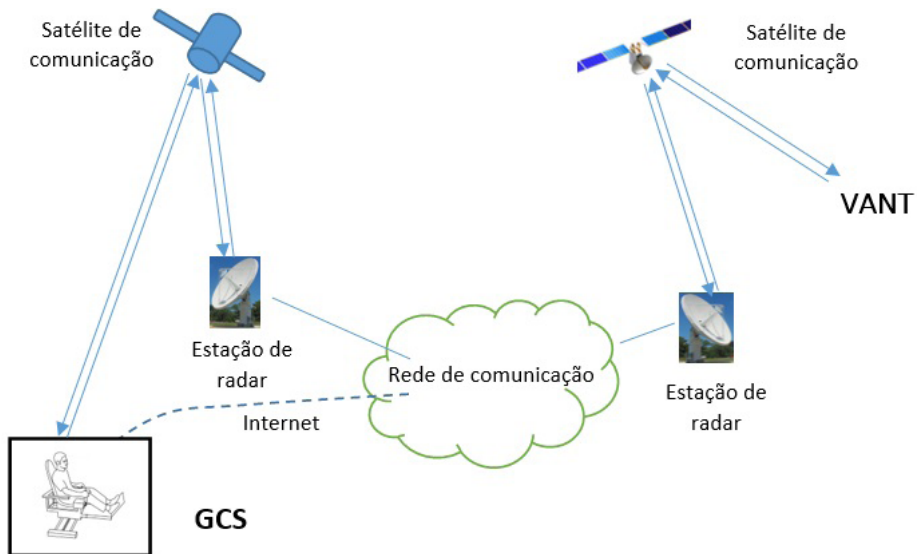 Satélite de
comunicação
Satélite de
comunicação
VANT
Estação de
radar
Rede de comunicação
Estação de
radar
Internet
GCS